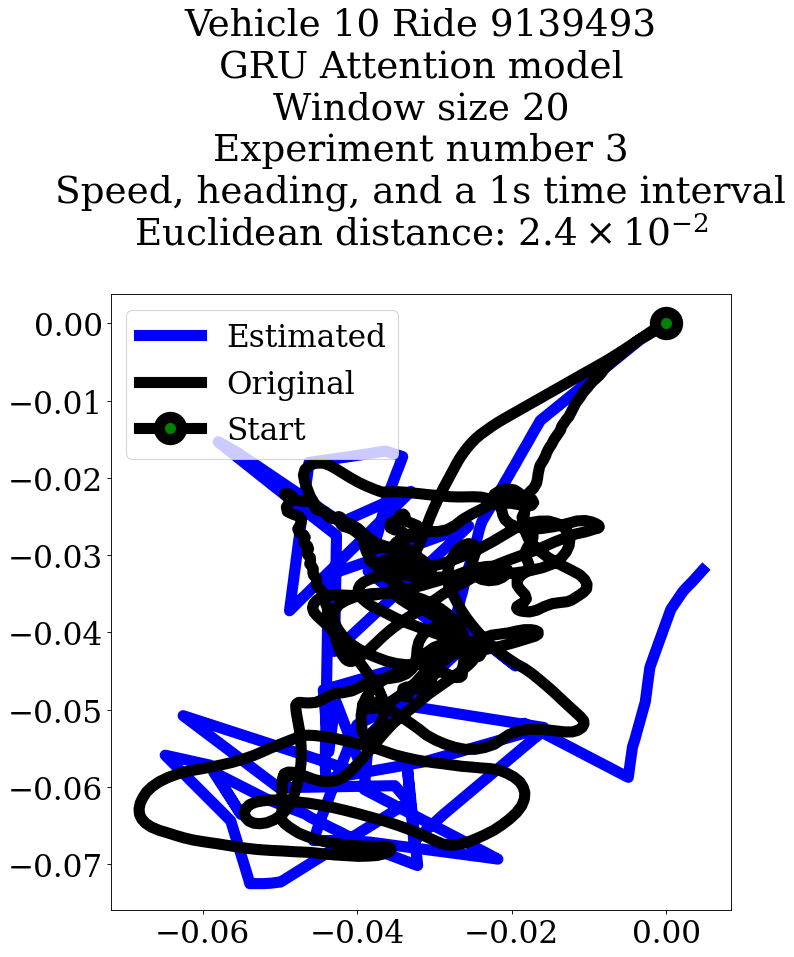 Vehicle 10 Ride 9139493
GRU Attention model
Window size 20
Experiment number 3
Speed, heading, and a 1s time interval
Euclidean distance: 2.4 × 10⁻²
Estimated
Original
Start
0.00
−0.01
−0.02
−0.03
−0.04
−0.05
−0.06
−0.07
−0.06 −0.04 −0.02 0.00